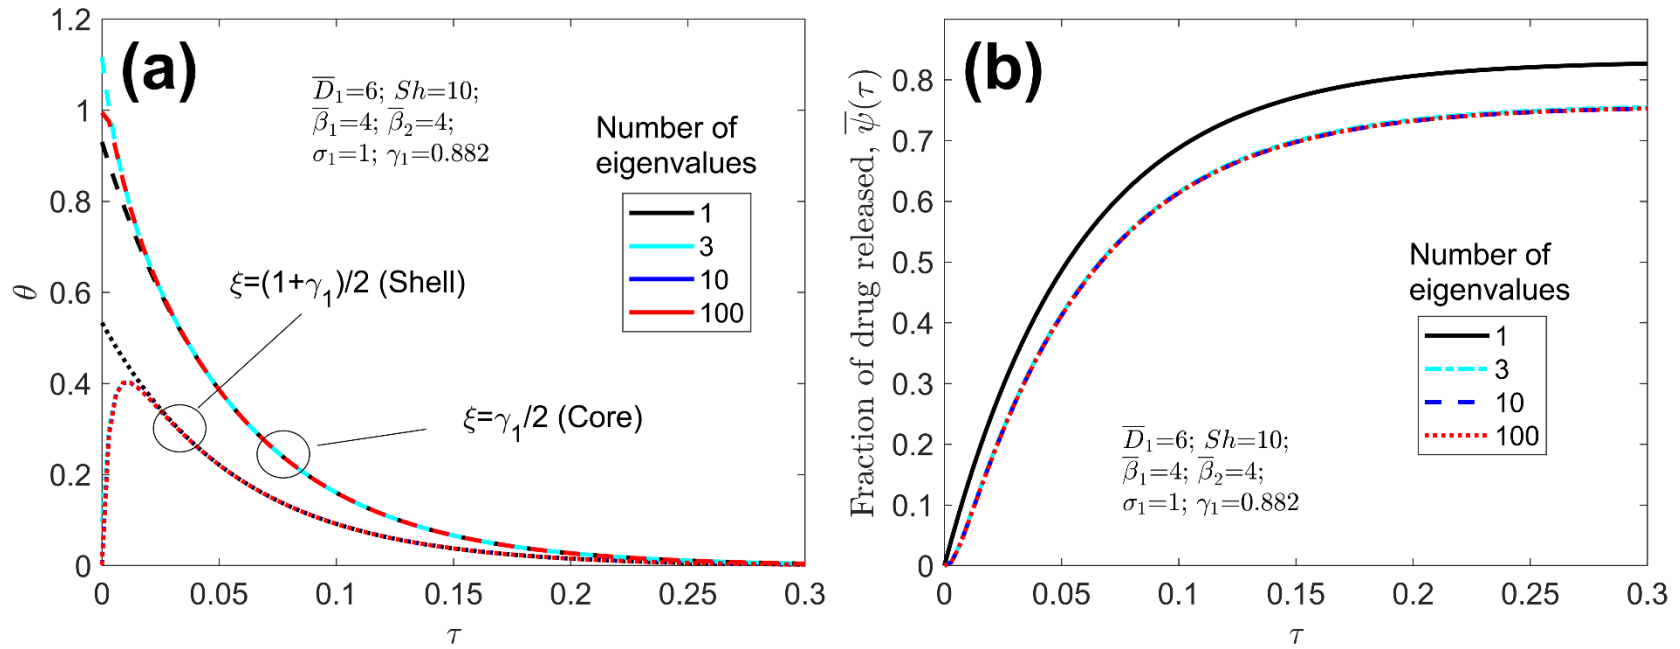 (a)
1.2
1
0.8
0.6
0.4
0.2
0
θ
D̅₁=6; Sh=10;
β̅₁=4; β̅₂=4;
σ₁=1; γ₁=0.882
Number of
eigenvalues
1
3
10
100
ξ=(1+γ₁)/2 (Shell)
ξ=γ₁/2 (Core)
0 0.05 0.1 0.15 0.2 0.25 0.3
τ
(b)
0.8
0.7
0.6
0.5
0.4
0.3
0.2
0.1
0
Fraction of drug released, ψ̅(τ)
Number of
eigenvalues
1
3
10
100
D̅₁=6; Sh=10;
β̅₁=4; β̅₂=4;
σ₁=1; γ₁=0.882
0 0.05 0.1 0.15 0.2 0.25 0.3
τ